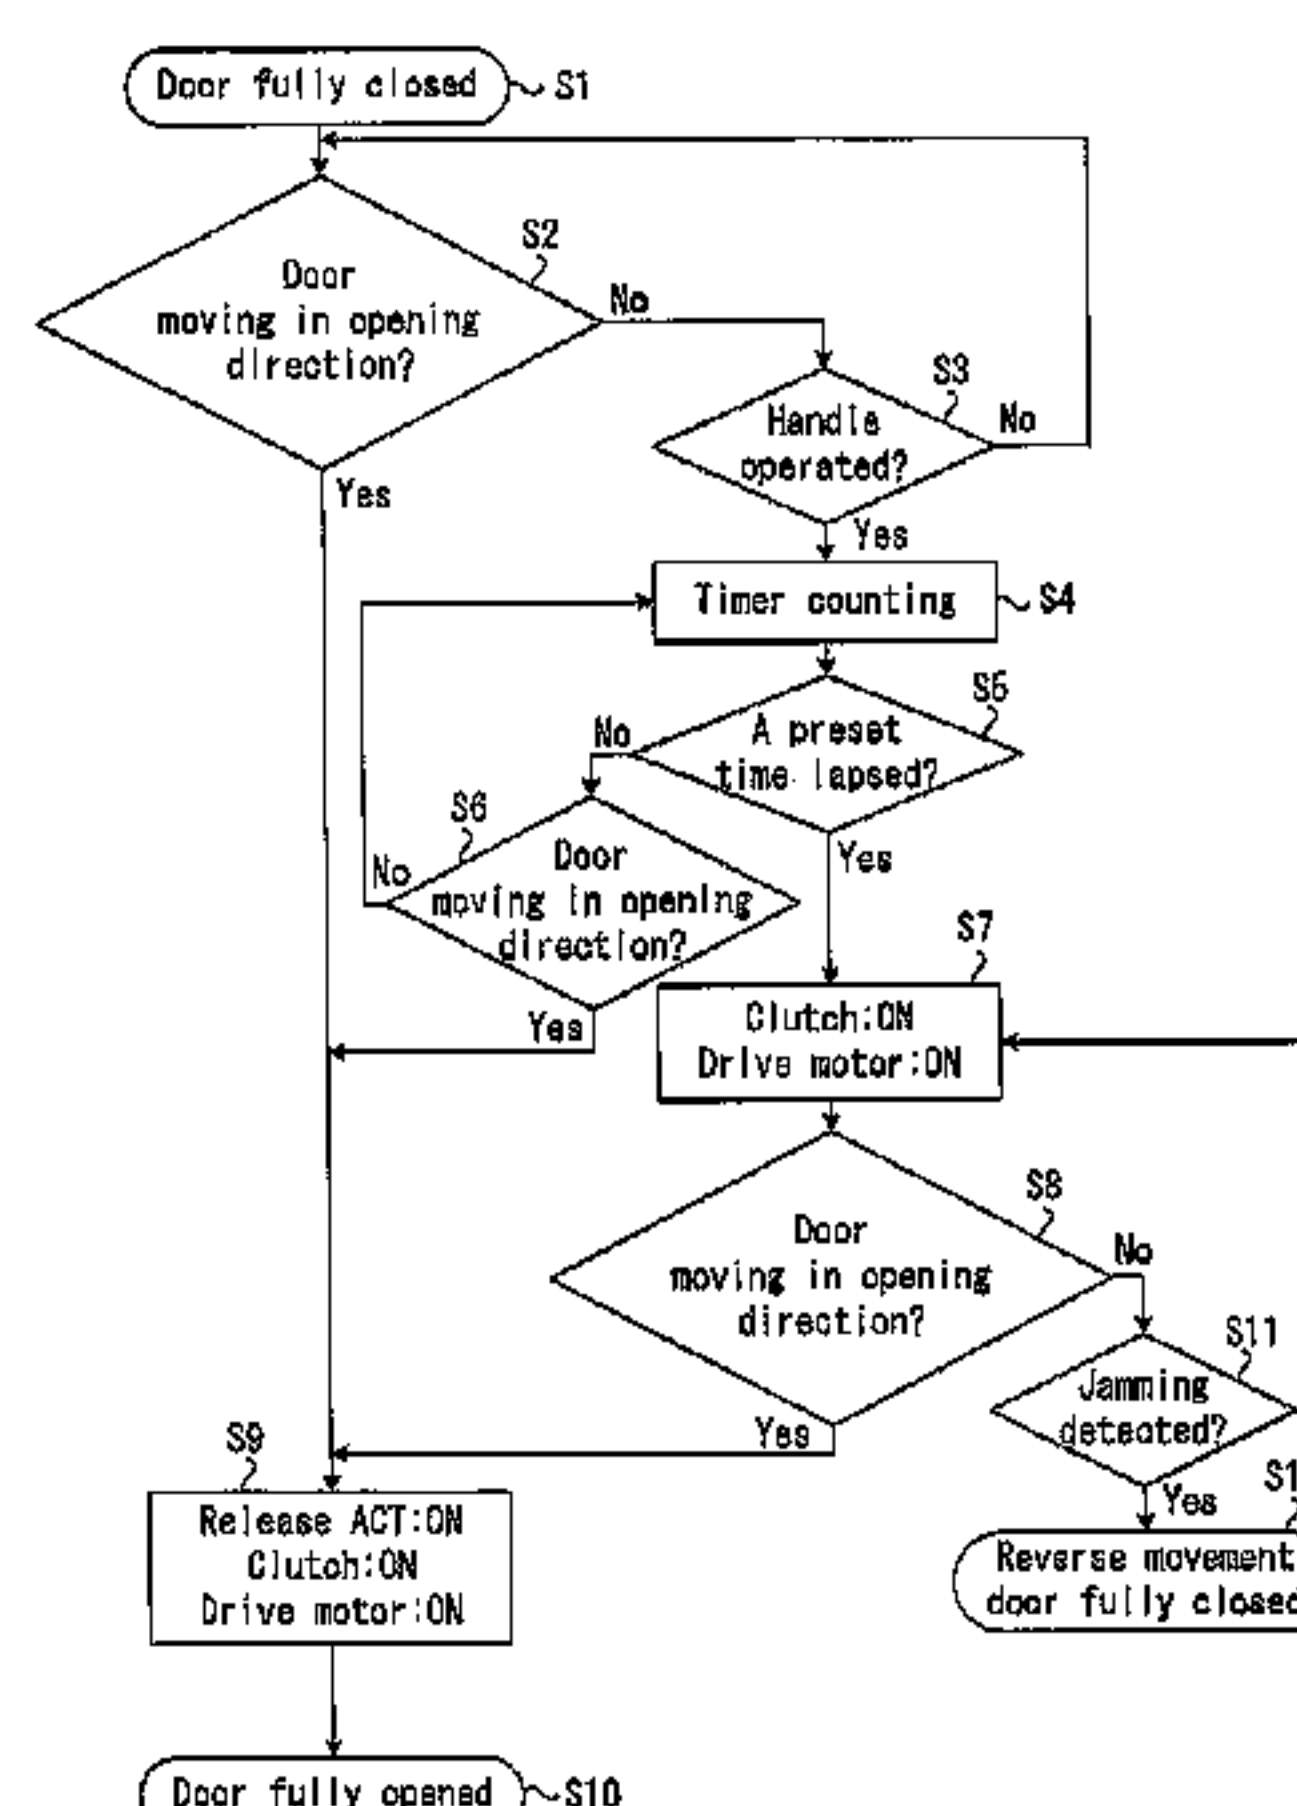 Door fully closed
S1
S2
Door
moving in opening
direction?
No
Yes
S3
Handle
operated?
No
Yes
Timer counting
S4
S5
A preset
time lapsed?
No
Yes
S6
Door
moving in opening
direction?
No
Yes
S7
Clutch:ON
Drive motor:ON
S8
Door
moving in opening
direction?
No
Yes
S11
Jamming
detected?
Yes
Reverse movement
door fully closed
S9
Release ACT:ON
Clutch:ON
Drive motor:ON
Door fully opened
S10